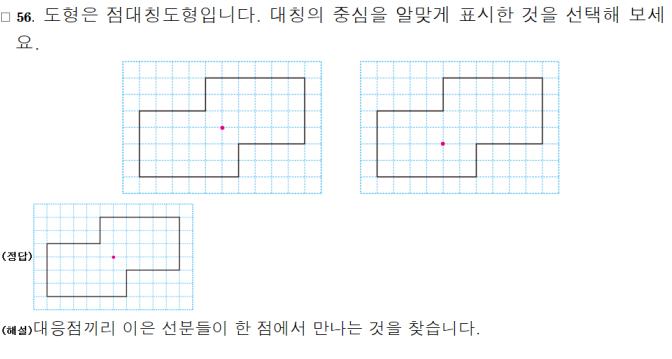 □ 56. 도형은 점대칭도형입니다. 대칭의 중심을 알맞게 표시한 것을 선택해 보세
요.
(정답)
(해설)대응점끼리 이은 선분들이 한 점에서 만나는 것을 찾습니다.